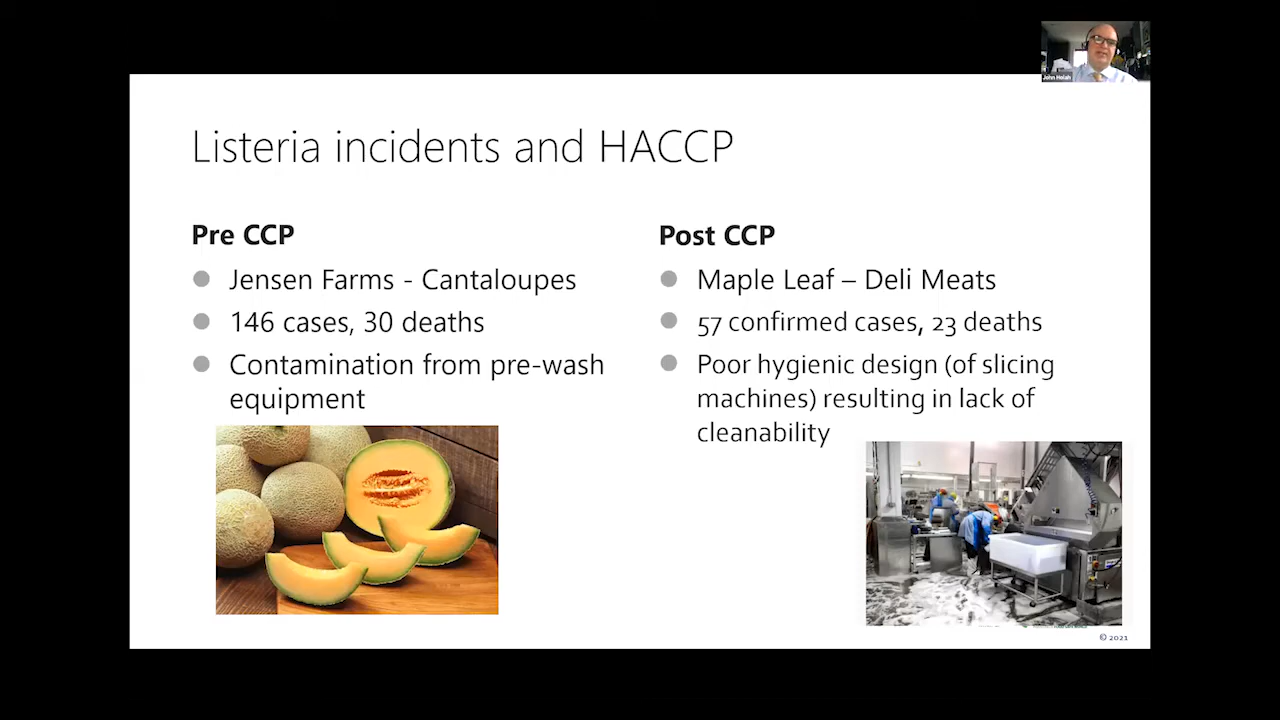 John Holah
Listeria incidents and HACCP
Pre CCP
Jensen Farms - Cantaloupes
146 cases, 30 deaths
Contamination from pre-wash
equipment
Post CCP
Maple Leaf – Deli Meats
57 confirmed cases, 23 deaths
Poor hygienic design (of slicing
machines) resulting in lack of
cleanability
© 2021